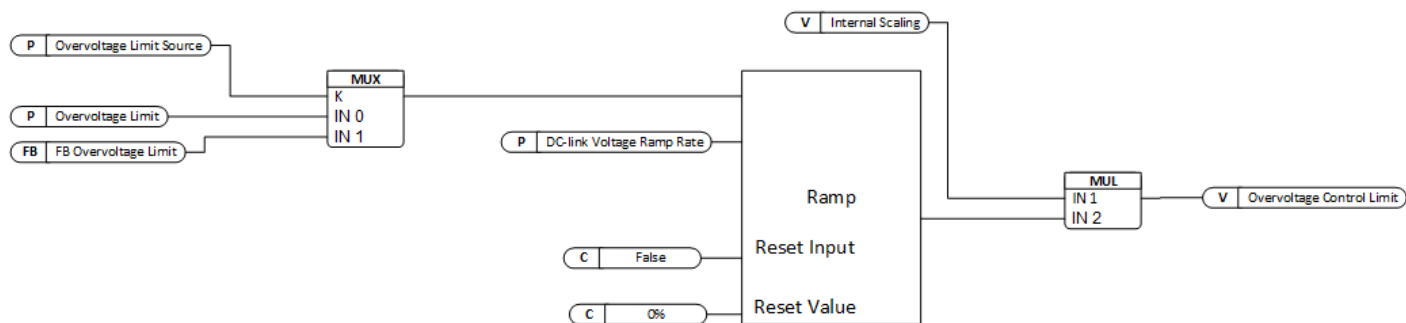 V Internal Scaling
P Overvoltage Limit Source
MUX
K
P Overvoltage Limit
IN 0
IN 1
FB FB Overvoltage Limit
P DC-link Voltage Ramp Rate
Ramp
MUL
IN 1
IN 2
V Overvoltage Control Limit
C False
Reset Input
C 0%
Reset Value